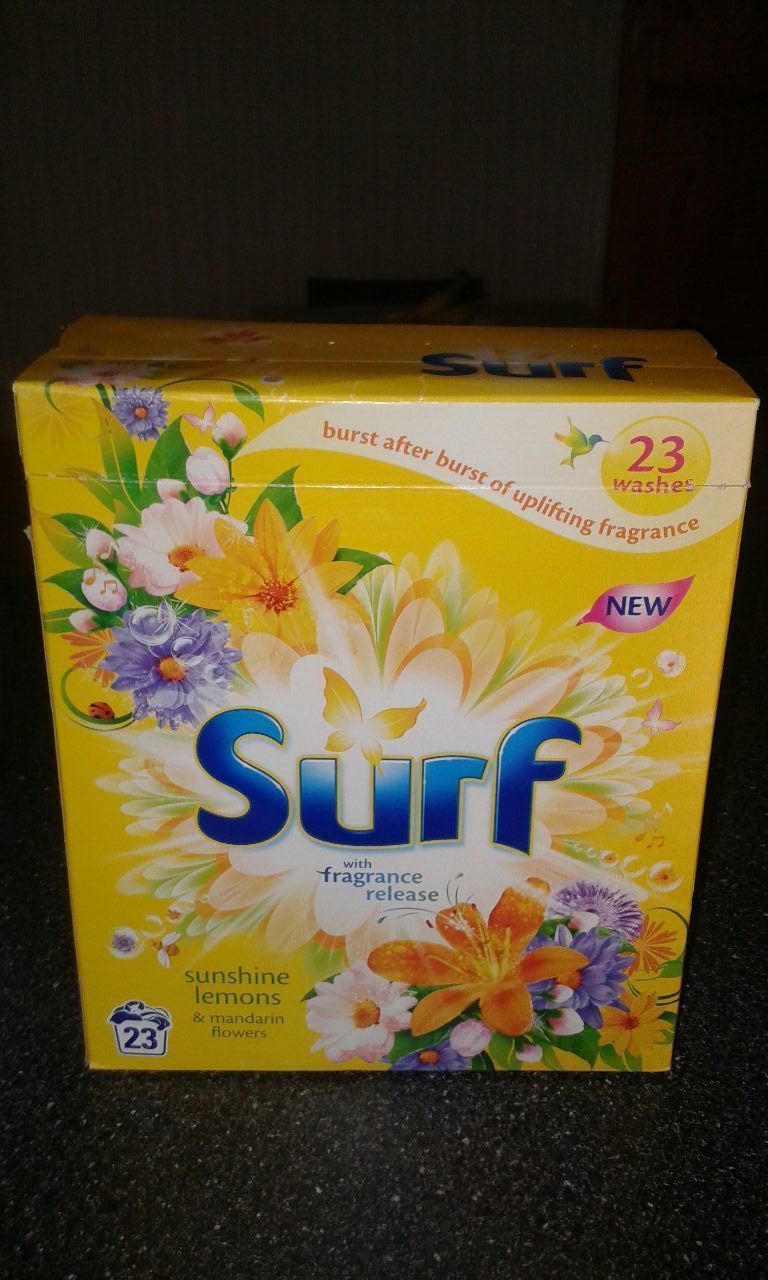 Surf
burst after burst of uplifting fragrance
23
washes
NEW
Surf
with
fragrance
release
sunshine
lemons
& mandarin
flowers
23